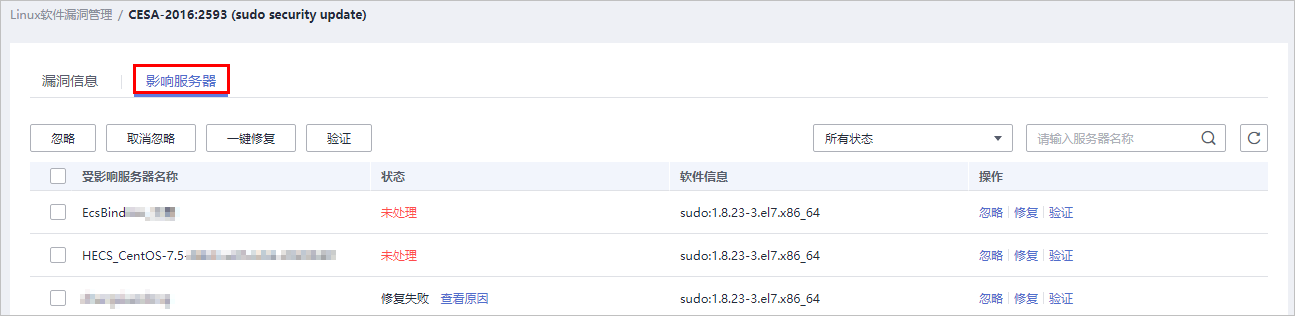 Linux软件漏洞管理 / CESA-2016:2593 (sudo security update)
漏洞信息 影响服务器
忽略 取消忽略 一键修复 验证 所有状态 请输入服务器名称
受影响服务器名称 状态 软件信息 操作
EcsBind 未处理 sudo:1.8.23-3.el7.x86_64 忽略 修复 验证
HECS_CentOS-7.5- 未处理 sudo:1.8.23-3.el7.x86_64 忽略 修复 验证
修复失败 查看原因 sudo:1.8.23-3.el7.x86_64 忽略 修复 验证